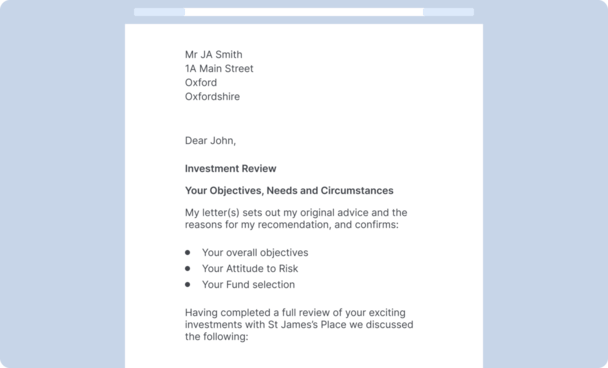 Mr JA Smith
1A Main Street
Oxford
Oxfordshire
Dear John,
Investment Review
Your Objectives, Needs and Circumstances
My letter(s) sets out my original advice and the
reasons for my recomendation, and confirms:
● Your overall objectives
● Your Attitude to Risk
● Your Fund selection
Having completed a full review of your exciting
investments with St James’s Place we discussed
the following: